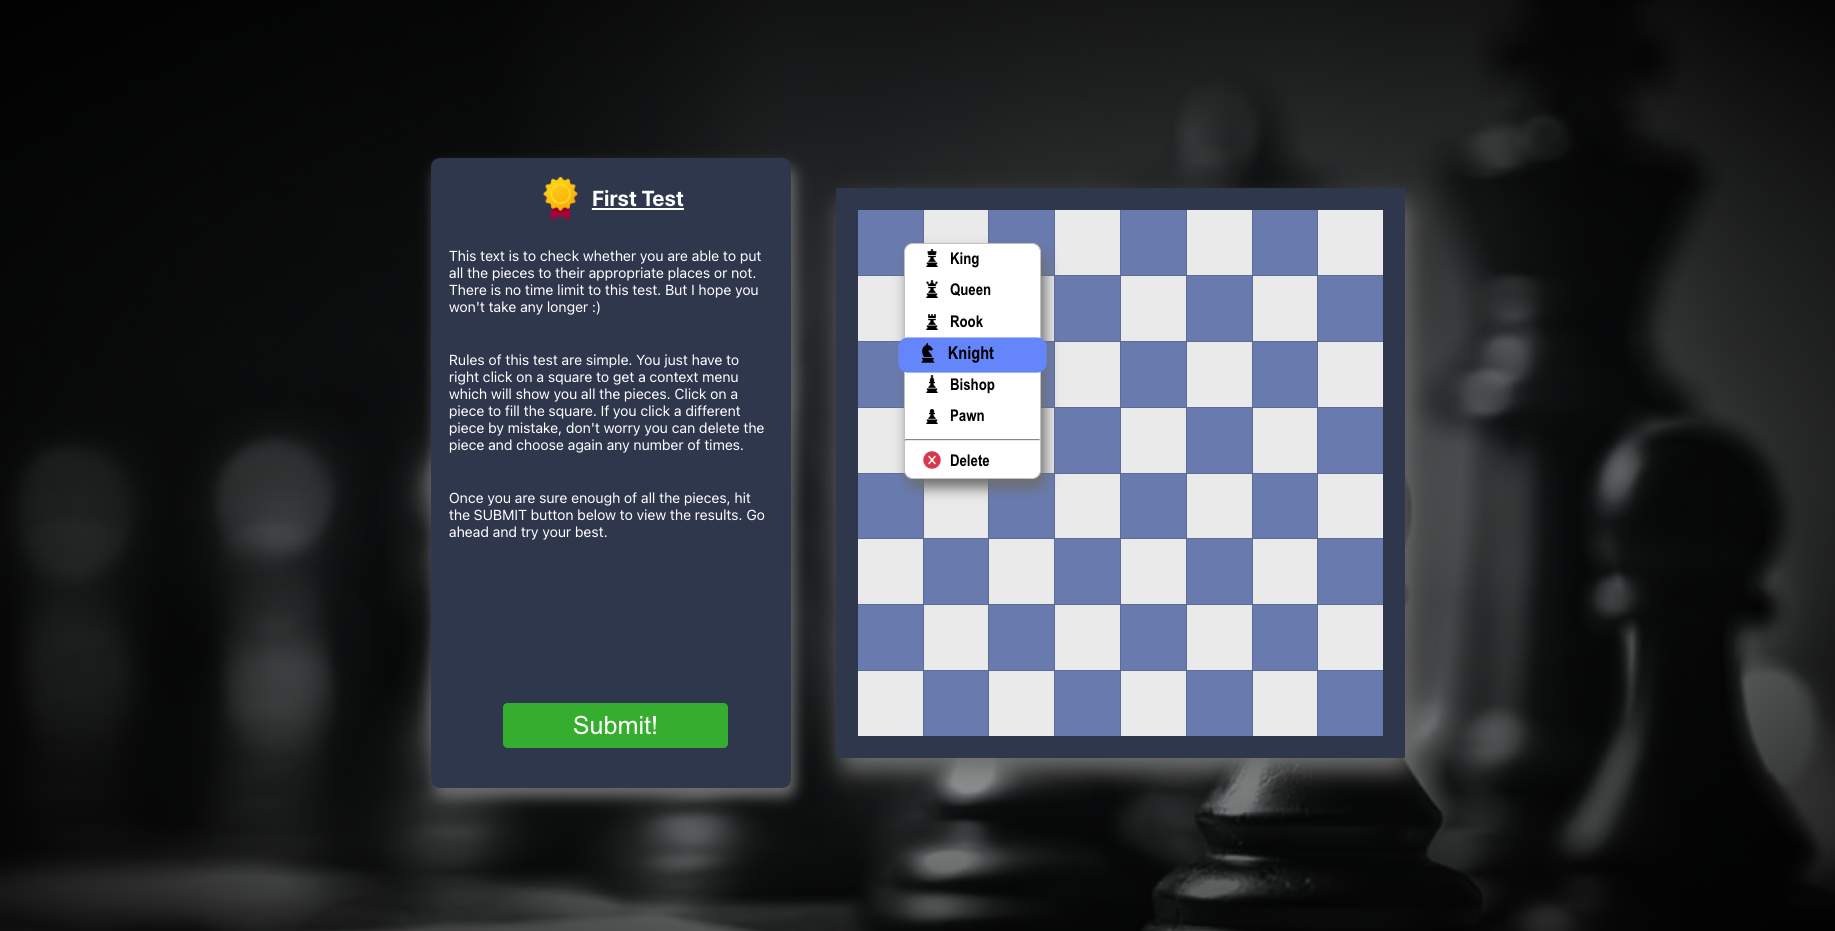 First Test
This text is to check whether you are able to put
all the pieces to their appropriate places or not.
There is no time limit to this test. But I hope you
won't take any longer :)
Rules of this test are simple. You just have to
right click on a square to get a context menu
which will show you all the pieces. Click on a
piece to fill the square. If you click a different
piece by mistake, don't worry you can delete the
piece and choose again any number of times.
Once you are sure enough of all the pieces, hit
the SUBMIT button below to view the results. Go
ahead and try your best.
Submit!
King
Queen
Rook
Knight
Bishop
Pawn
Delete